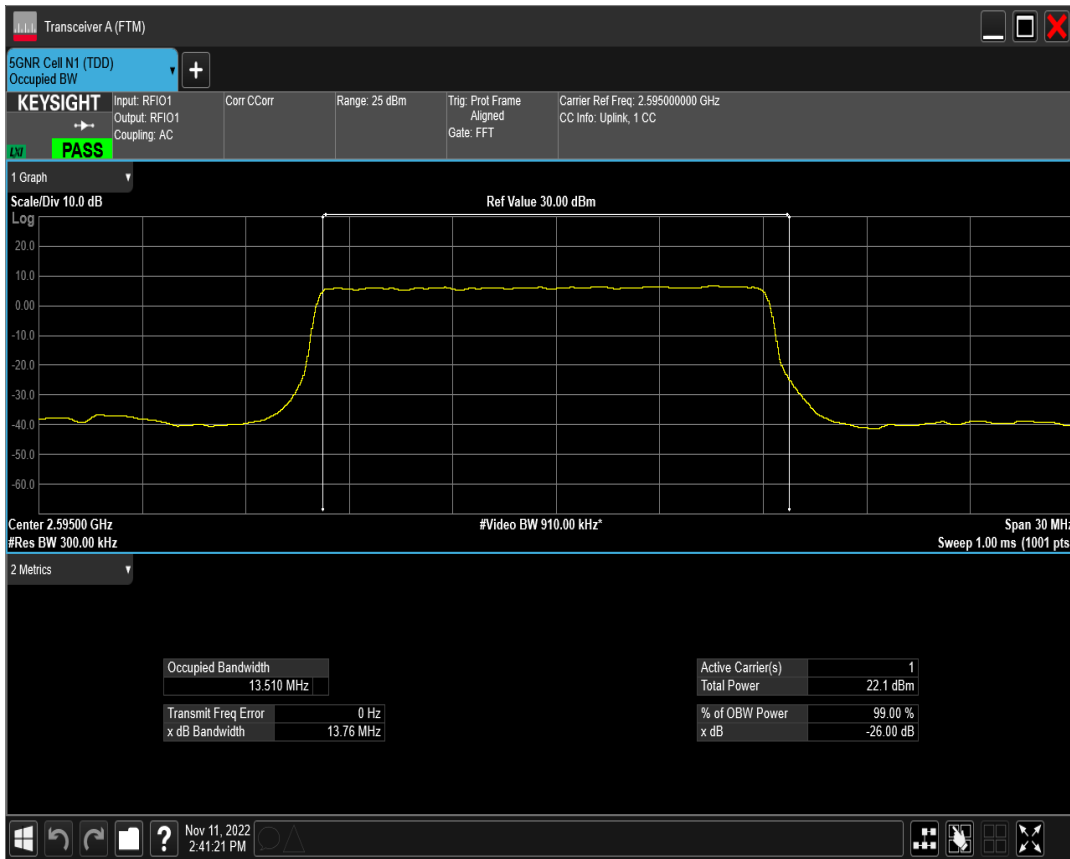 Transceiver A (FTM)
5GNR Cell N1 (TDD)
Occupied BW
+
KEYSIGHT
LXI
PASS
Input: RFIO1
Output: RFIO1
Coupling: AC
Corr CCorr
Range: 25 dBm
Trig: Prot Frame
Aligned
Gate: FFT
Carrier Ref Freq: 2.595000000 GHz
CC Info: Uplink, 1 CC
1 Graph
Scale/Div 10.0 dB
Ref Value 30.00 dBm
Log
20.0
10.0
0.00
-10.0
-20.0
-30.0
-40.0
-50.0
-60.0
Center 2.59500 GHz
#Video BW 910.00 kHz*
Span 30 MHz
#Res BW 300.00 kHz
Sweep 1.00 ms (1001 pts
2 Metrics
Occupied Bandwidth
13.510 MHz
Transmit Freq Error 0 Hz
x dB Bandwidth 13.76 MHz
Active Carrier(s) 1
Total Power 22.1 dBm
% of OBW Power 99.00 %
x dB -26.00 dB
?
Nov 11, 2022
2:41:21 PM